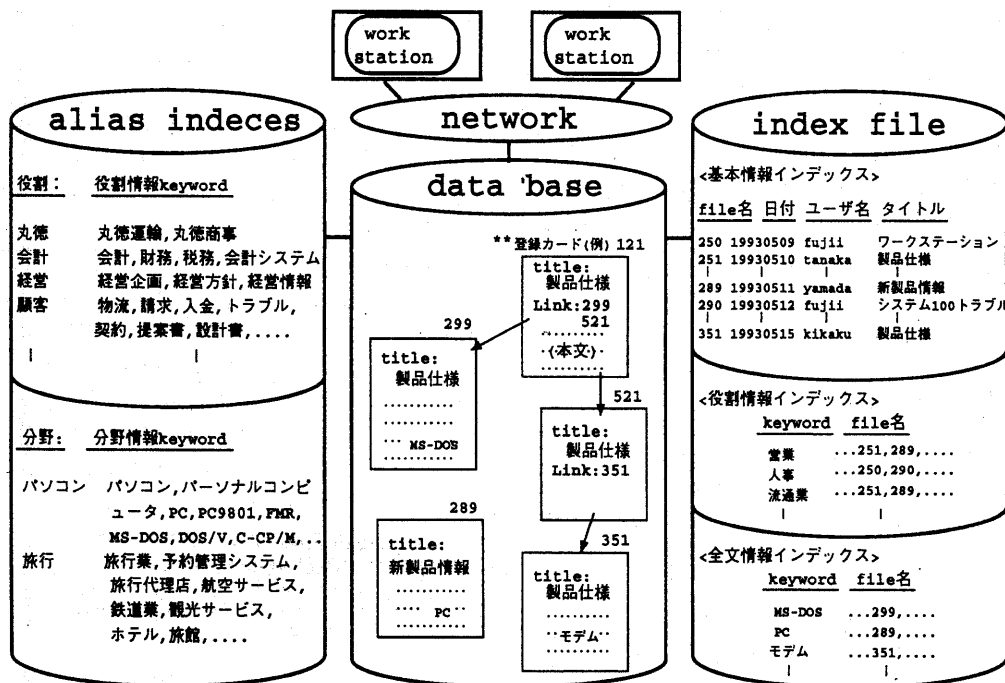 work
station
work
station
network
alias indeces
役割： 役割情報keyword
丸徳 丸徳運輸,丸徳商事
会計 会計,財務,税務,会計システム
経営 経営企画,経営方針,経営情報
顧客 物流,請求,入金,トラブル,
契約,提案書,設計書,....
分野： 分野情報keyword
パソコン パソコン,パーソナルコンピ
ュータ,PC,PC9801,FMR,
MS-DOS,DOS/V,C-CP/M,..
旅行 旅行業,予約管理システム,
旅行代理店,航空サービス,
鉄道業,観光サービス,
ホテル,旅館,....
data base
**登録カード(例) 121
title:
製品仕様
Link:299
521
..........
(本文)
..........
299
title:
製品仕様
...........
...........
... MS-DOS
521
title:
製品仕様
Link:351
289
title:
新製品情報
...........
.... PC ..
...........
351
title:
製品仕様
..........
..モデム..
..........
index file
<基本情報インデックス>
file名 日付 ユーザ名 タイトル
250 19930509 fujii ワークステーション
251 19930510 tanaka 製品仕様
289 19930511 yamada 新製品情報
290 19930512 fujii システム100トラブル
351 19930515 kikaku 製品仕様
<役割情報インデックス>
keyword file名
営業 ...251,289,....
人事 ...250,290,....
流通業 ...251,289,....
<全文情報インデックス>
keyword file名
MS-DOS ...299,....
PC ...289,....
モデム ...351,....